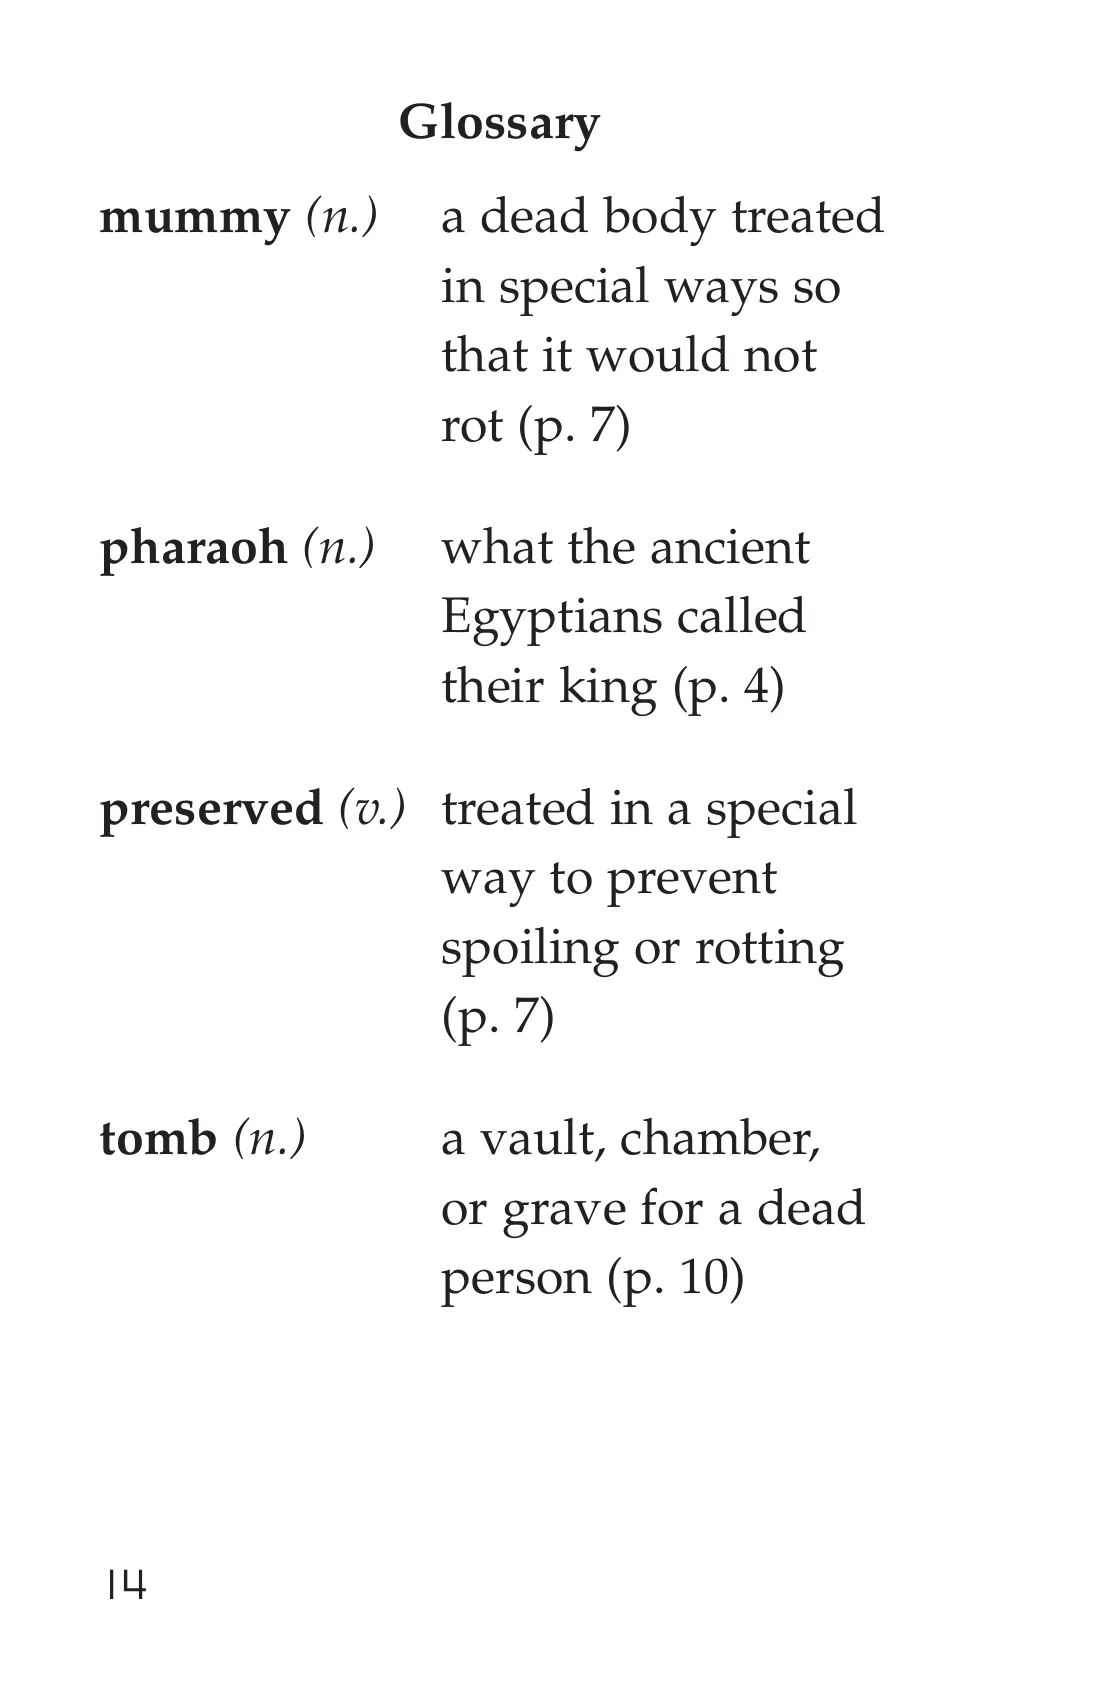 Glossary
mummy (n.) a dead body treated
in special ways so
that it would not
rot (p. 7)
pharaoh (n.) what the ancient
Egyptians called
their king (p. 4)
preserved (v.) treated in a special
way to prevent
spoiling or rotting
(p. 7)
tomb (n.) a vault, chamber,
or grave for a dead
person (p. 10)
14